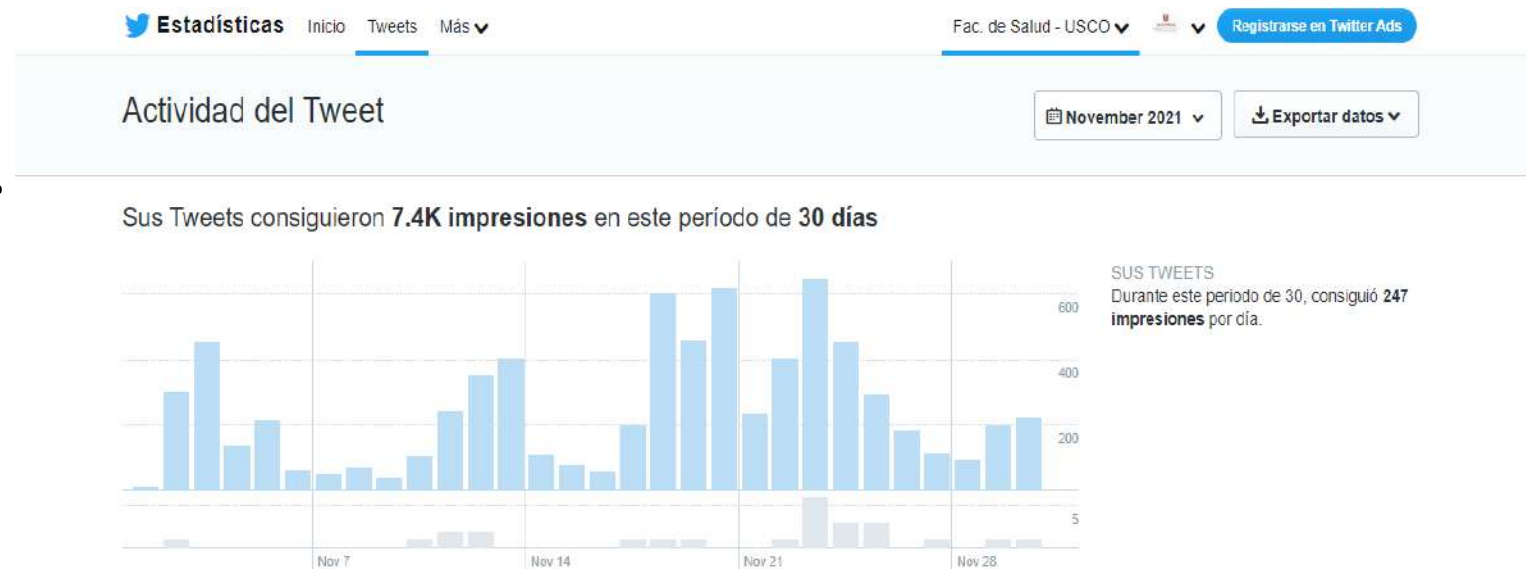 Estadísticas Inicio Tweets Más Fac. de Salud - USCO Registrarse en Twitter Ads
Actividad del Tweet
November 2021 Exportar datos
Sus Tweets consiguieron 7.4K impresiones en este período de 30 días
SUS TWEETS
Durante este periodo de 30, consiguió 247
impresiones por día.
600
400
200
5
Nov 7 Nov 14 Nov 21 Nov 28